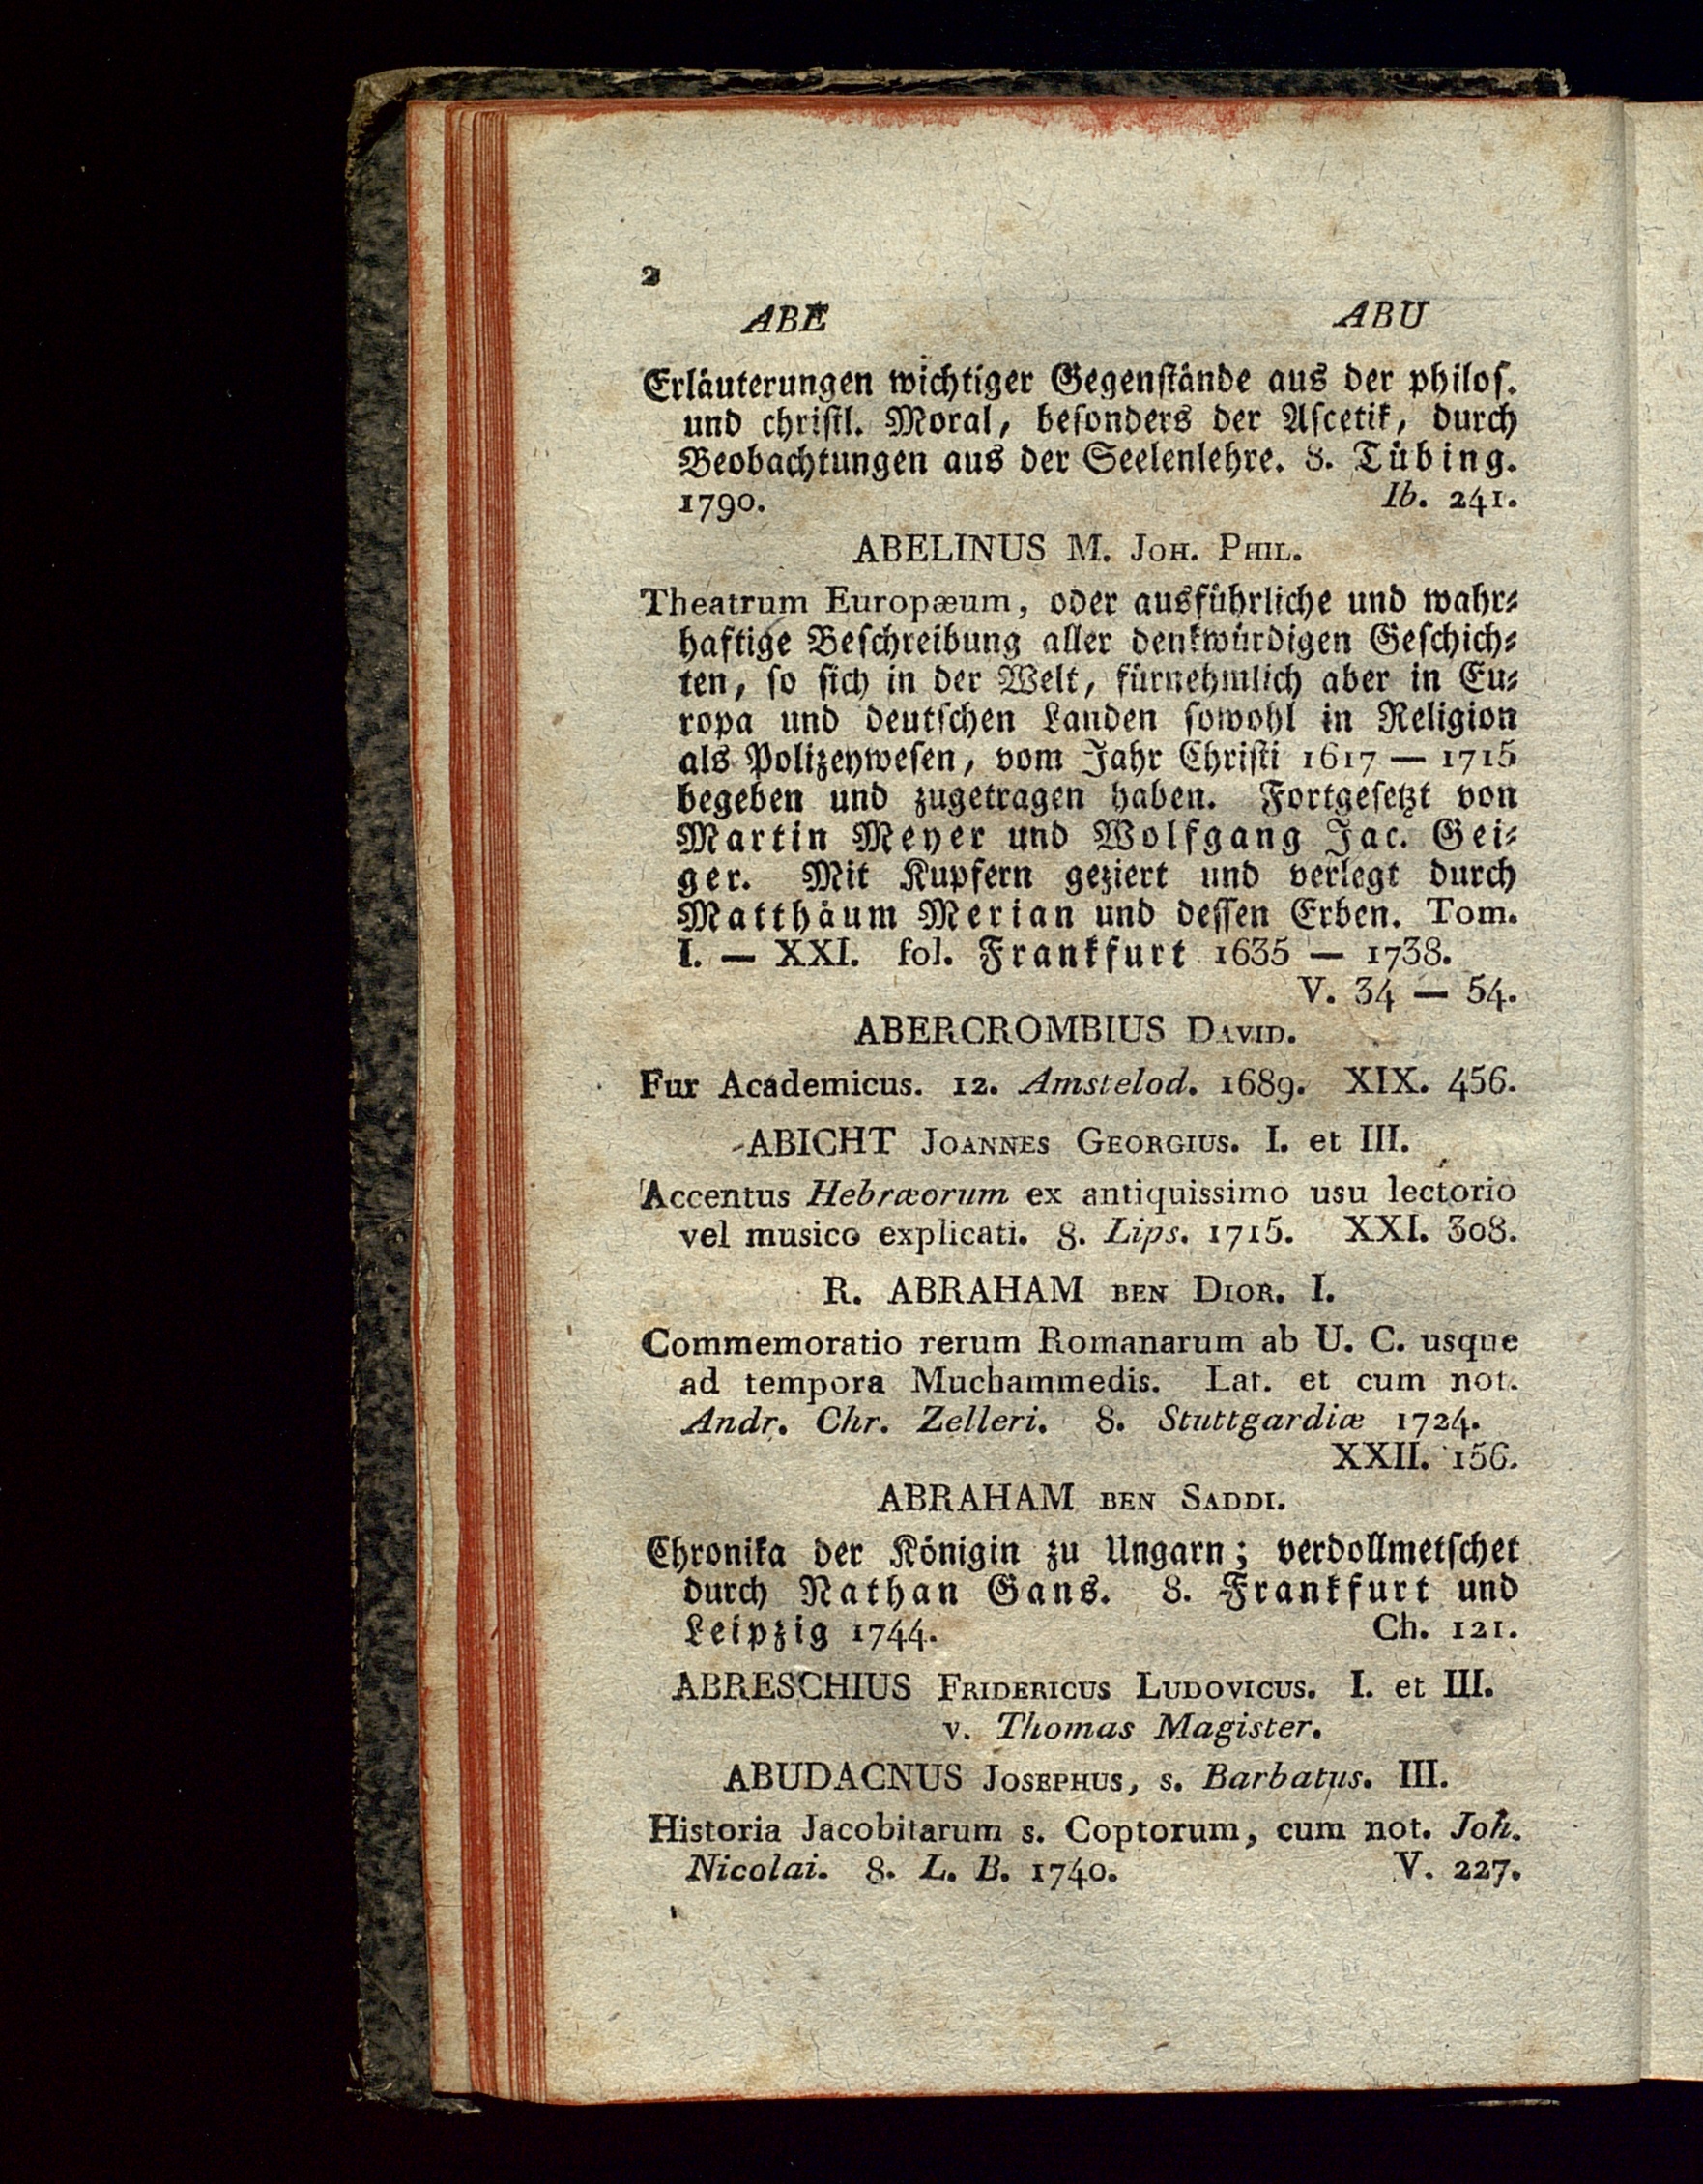 2
ABE ABU
Erläuterungen wichtiger Gegenstände aus der philos.
und christl. Moral, besonders der Ascetik, durch
Beobachtungen aus der Seelenlehre. 8. Tübing.
1790. Ib. 241.
ABELINUS M. Joh. Phil.
Theatrum Europæum, oder ausführliche und wahr-
haftige Beschreibung aller denkwürdigen Geschich-
ten, so sich in der Welt, fürnehmlich aber in Eu-
ropa und deutschen Landen sowohl in Religion
als Polizeywesen, vom Jahr Christi 1617 — 1715
begeben und zugetragen haben. Fortgesetzt von
Martin Meyer und Wolfgang Jac. Gei-
ger. Mit Kupfern geziert und verlegt durch
Matthäum Merian und dessen Erben. Tom.
I. — XXI. fol. Frankfurt 1635 — 1738.
V. 34 — 54.
ABERCROMBIUS David.
Fur Academicus. 12. Amstelod. 1689. XIX. 456.
ABICHT Joannes Georgius. I. et III.
Accentus Hebræorum ex antiquissimo usu lectorio
vel musico explicati. 8. Lips. 1715. XXI. 308.
R. ABRAHAM ben Dior. I.
Commemoratio rerum Romanarum ab U. C. usque
ad tempora Muchammedis. Lat. et cum not.
Andr. Chr. Zelleri. 8. Stuttgardiæ 1724.
XXII. 156.
ABRAHAM ben Saddi.
Chronika der Königin zu Ungarn; verdollmetschet
durch Nathan Gans. 8. Frankfurt und
Leipzig 1744. Ch. 121.
ABRESCHIUS Fridericus Ludovicus. I. et III.
v. Thomas Magister.
ABUDACNUS Josephus, s. Barbatus. III.
Historia Jacobitarum s. Coptorum, cum not. Joh.
Nicolai. 8. L. B. 1740. V. 227.